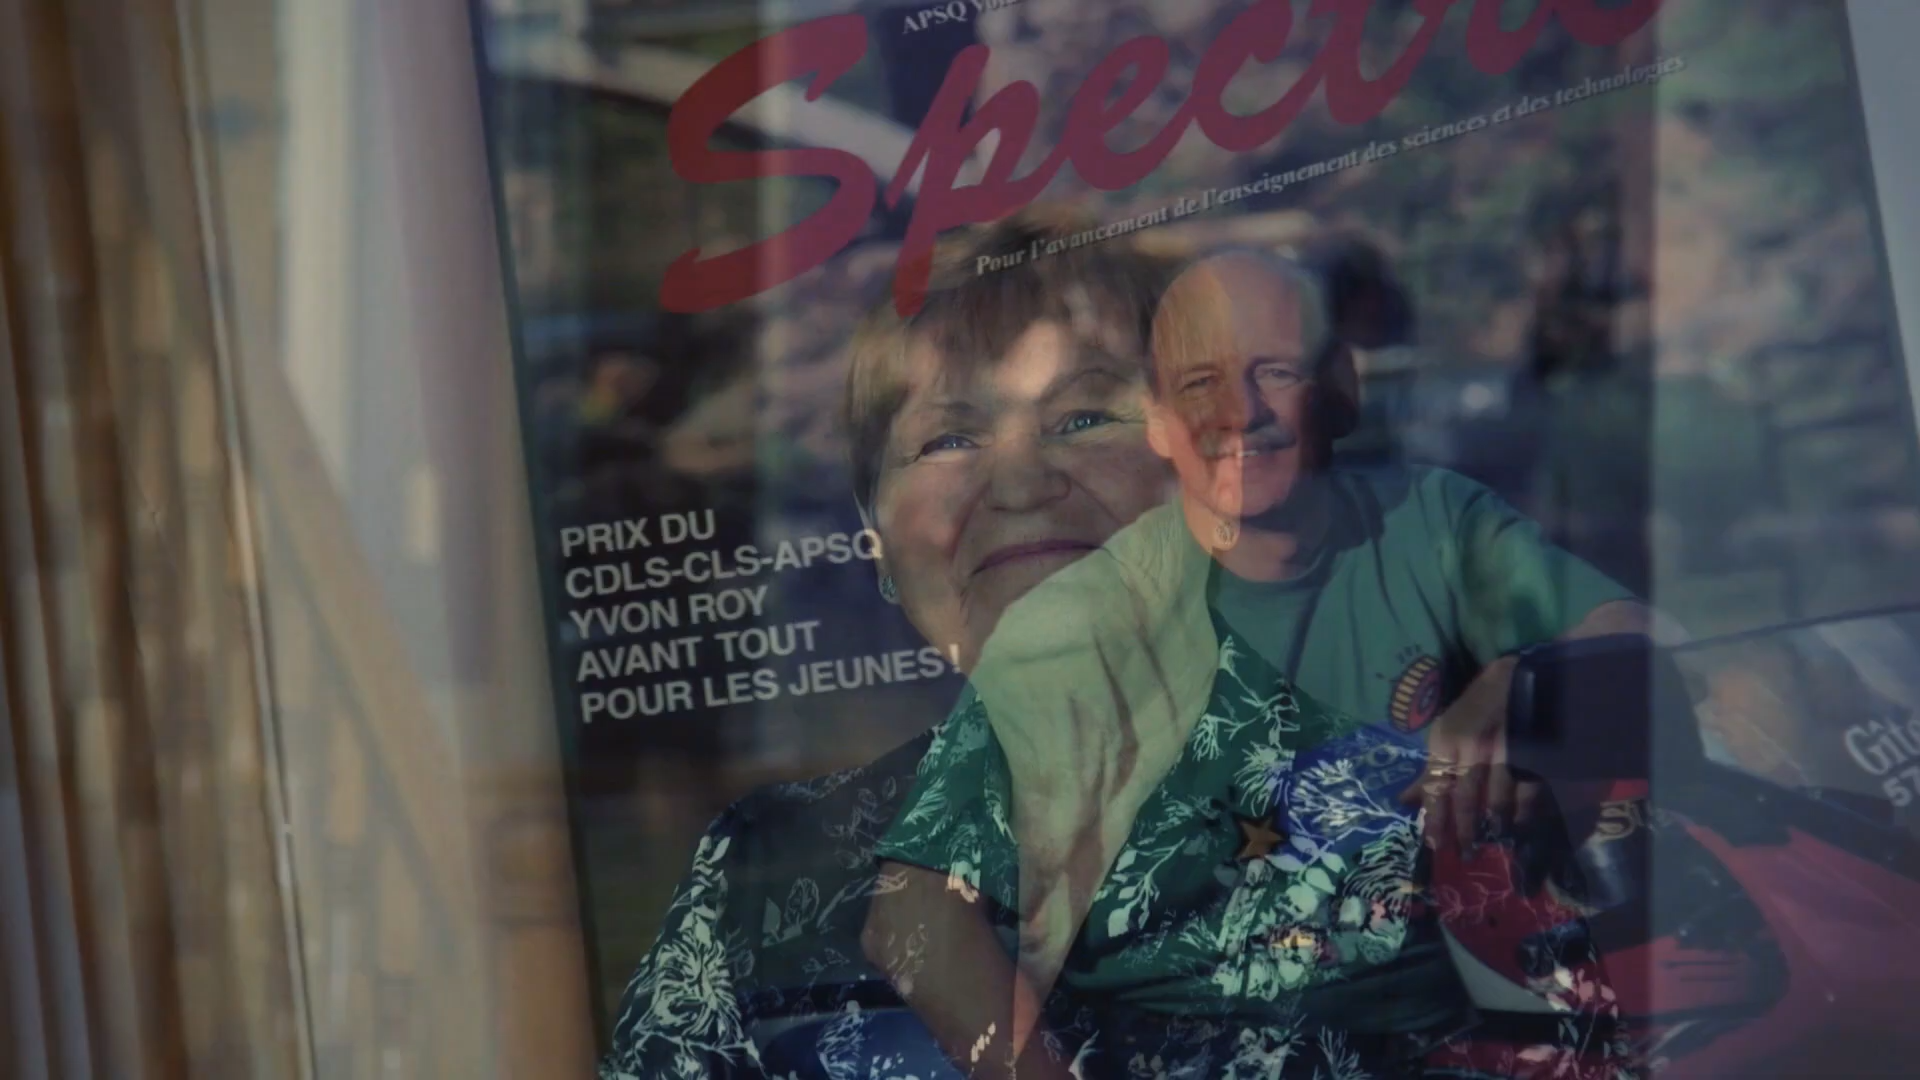 APSQ
Spectre
Pour l'avancement de l'enseignement des sciences et des technologies
PRIX DU
CDLS-CLS-APSQ
YVON ROY
AVANT TOUT
POUR LES JEUNES!